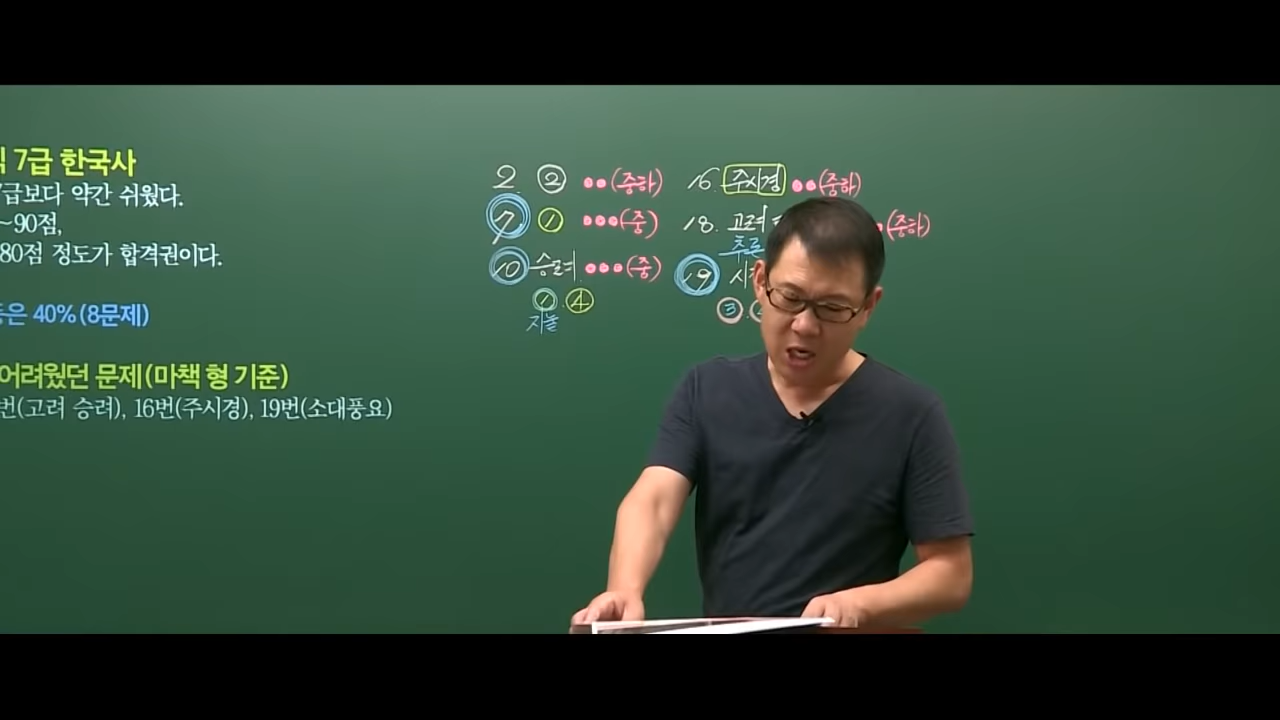 7급 한국사
급보다 약간 쉬웠다.
~90점,
80점 정도가 합격권이다.
은 40%(8문제)
어려웠던 문제(마책 형 기준)
번(고려 승려), 16번(주시경), 19번(소대풍요)
2 ② ●●(중하)
7 ① ●●●(중)
10 승려 ●●●(중)
① ④
지눌
16. 주시경 ●●(중하)
18. 고려 (중하)
추론
19
③